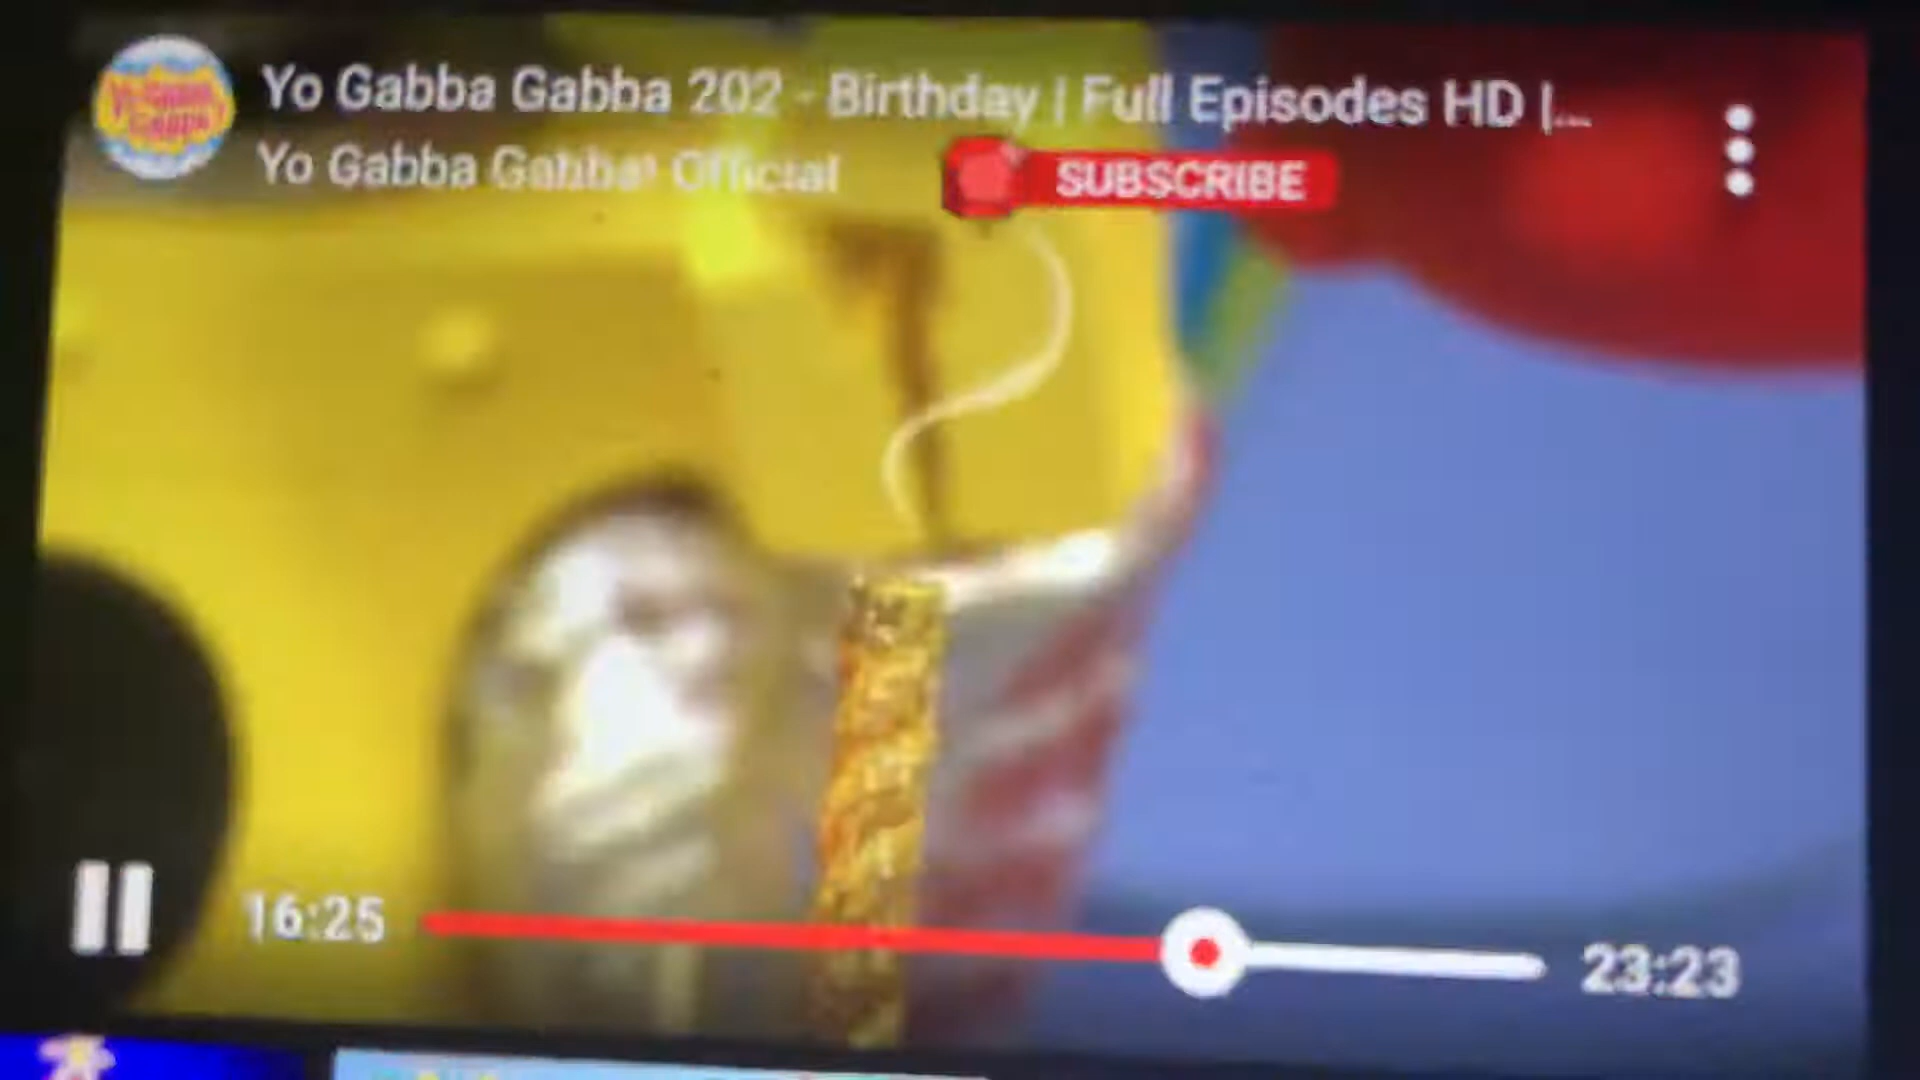 Yo Gabba Gabba 202 - Birthday | Full Episodes HD |...
Yo Gabba Gabba! Official
SUBSCRIBE
16:25
23:23